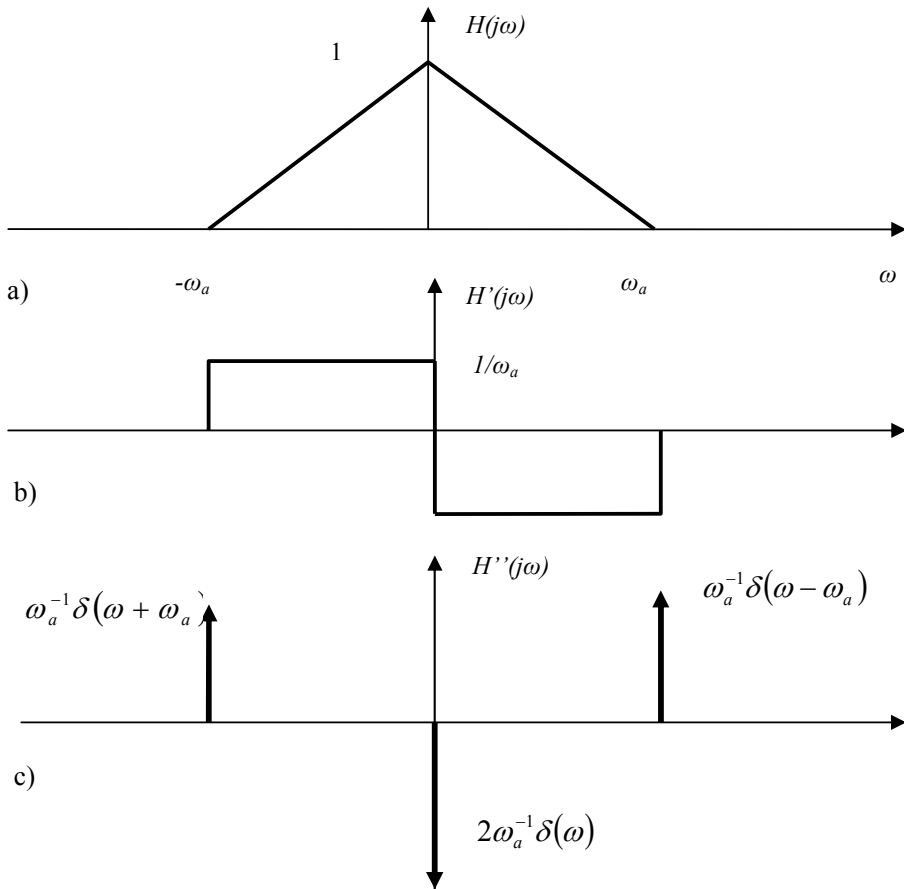 H(jω)
1
-ωₐ
ωₐ
ω
a)
H’(jω)
1/ωₐ
b)
H’’(jω)
ωₐ⁻¹δ(ω + ωₐ)
ωₐ⁻¹δ(ω − ωₐ)
c)
2ωₐ⁻¹δ(ω)